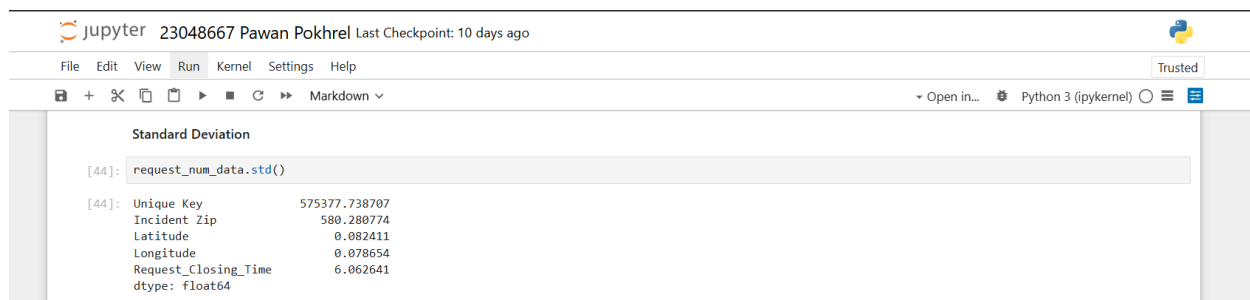 jupyter 23048667 Pawan Pokhrel Last Checkpoint: 10 days ago
File Edit View Run Kernel Settings Help Trusted
Markdown Open in... Python 3 (ipykernel)
Standard Deviation
[44]: request_num_data.std()
[44]: Unique Key 575377.738707
Incident Zip 580.280774
Latitude 0.082411
Longitude 0.078654
Request_Closing_Time 6.062641
dtype: float64